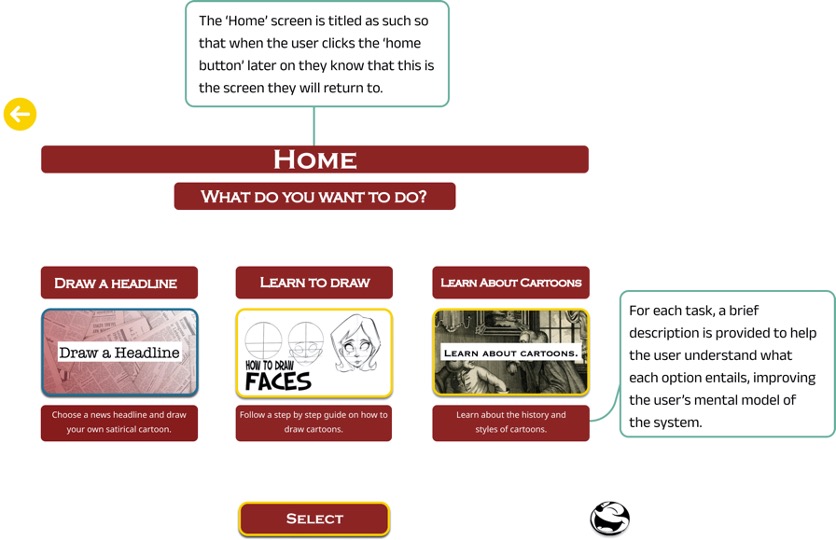 The ‘Home’ screen is titled as such so
that when the user clicks the ‘home
button’ later on they know that this is
the screen they will return to.
HOME
WHAT DO YOU WANT TO DO?
DRAW A HEADLINE
LEARN TO DRAW
LEARN ABOUT CARTOONS
Draw a Headline
HOW TO DRAW
FACES
LEARN ABOUT CARTOONS.
Choose a news headline and draw
your own satirical cartoon.
Follow a step by step guide on how to
draw cartoons.
Learn about the history and
styles of cartoons.
For each task, a brief
description is provided to help
the user understand what
each option entails, improving
the user’s mental model of
the system.
SELECT